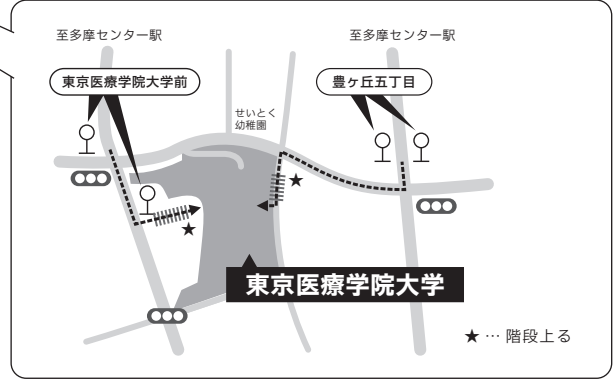 至多摩センター駅
至多摩センター駅
東京医療学院大学前
豊ヶ丘五丁目
せいとく
幼稚園
★
★
東京医療学院大学
★ … 階段上る